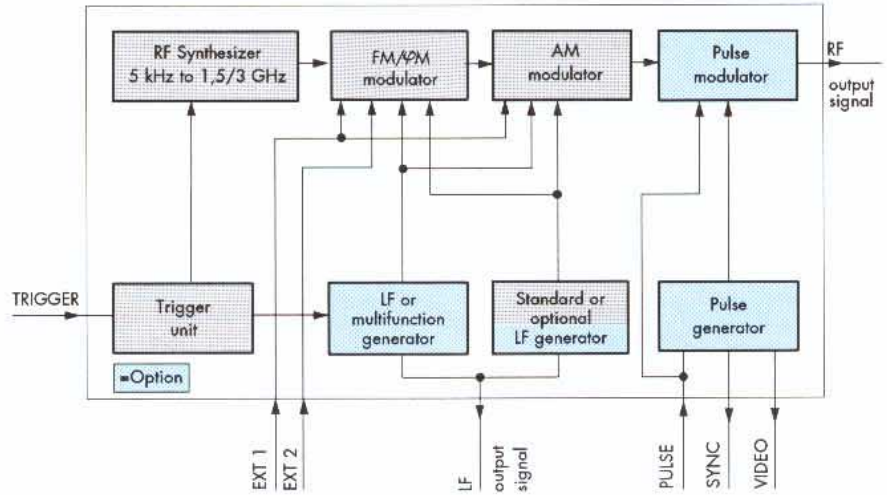 RF Synthesizer
5 kHz to 1,5/3 GHz
FM/φM
modulator
AM
modulator
Pulse
modulator
RF
output
signal
TRIGGER
Trigger
unit
LF or
multifunction
generator
Standard or
optional
LF generator
Pulse
generator
=Option
EXT 1
EXT 2
LF
output
signal
PULSE
SYNC
VIDEO